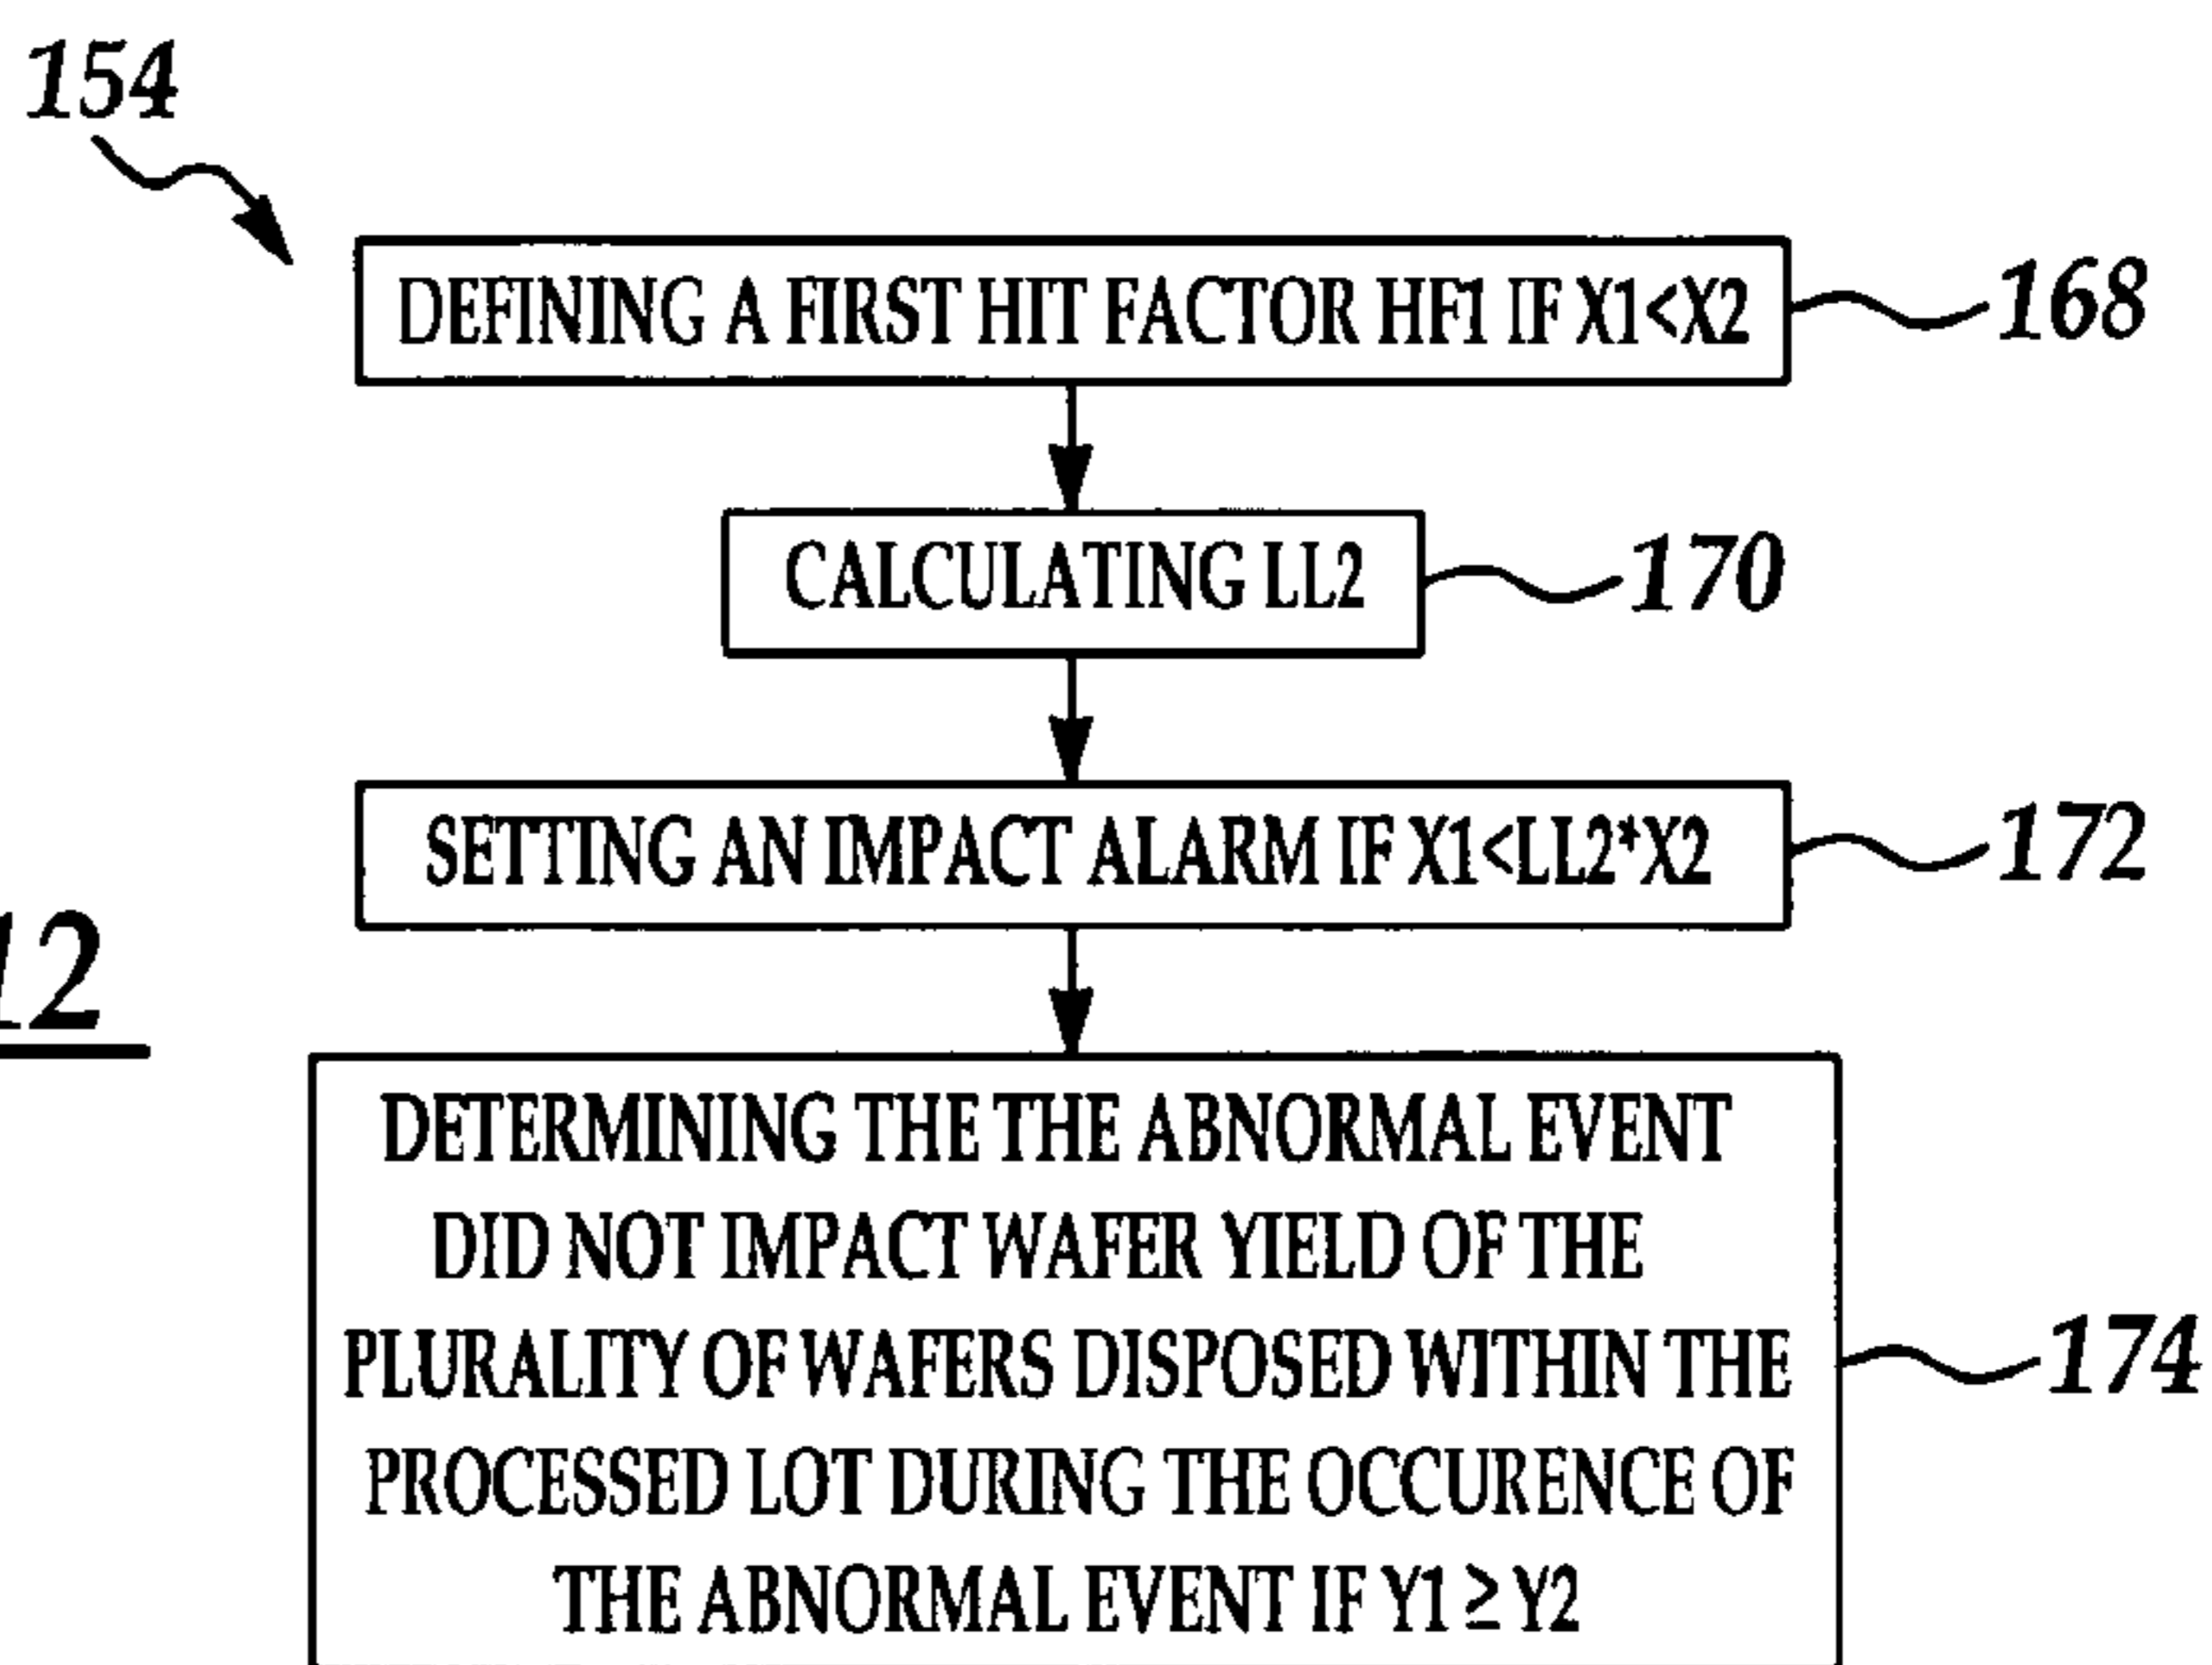 154
DEFINING A FIRST HIT FACTOR HF1 IF X1<X2
168
CALCULATING LL2
170
SETTING AN IMPACT ALARM IF X1<LL2*X2
172
12
DETERMINING THE THE ABNORMAL EVENT
DID NOT IMPACT WAFER YIELD OF THE
PLURALITY OF WAFERS DISPOSED WITHIN THE
PROCESSED LOT DURING THE OCCURENCE OF
THE ABNORMAL EVENT IF Y1 ≥ Y2
174